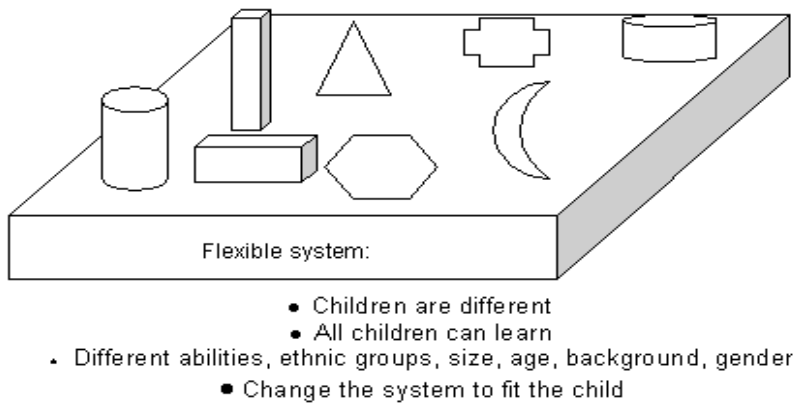 Flexible system:
• Children are different
• All children can learn
• Different abilities, ethnic groups, size, age, background, gender
• Change the system to fit the child